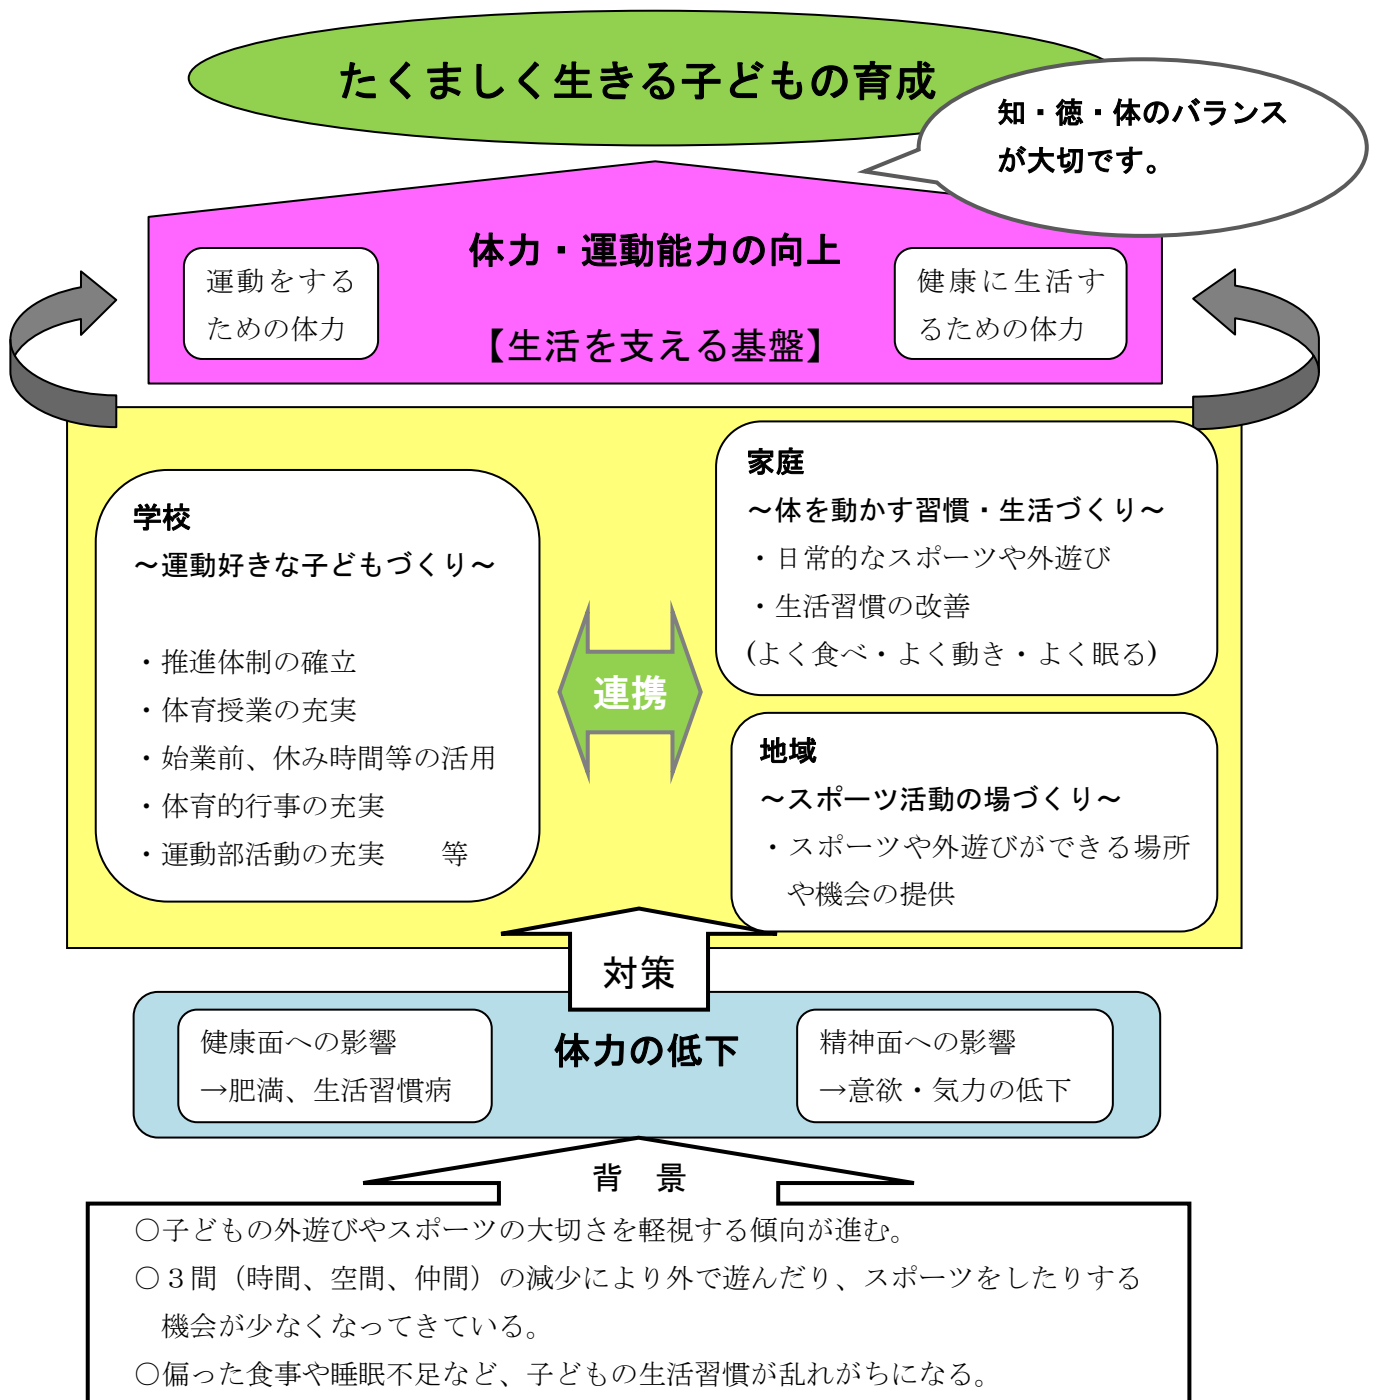 たくましく生きる子どもの育成
知・徳・体のバランス
が大切です。
体力・運動能力の向上
運動をする
ための体力
【生活を支える基盤】
健康に生活す
るための体力
学校
～運動好きな子どもづくり～
・推進体制の確立
・体育授業の充実
・始業前、休み時間等の活用
・体育的行事の充実
・運動部活動の充実　　等
連携
家庭
～体を動かす習慣・生活づくり～
・日常的なスポーツや外遊び
・生活習慣の改善
(よく食べ・よく動き・よく眠る)
地域
～スポーツ活動の場づくり～
・スポーツや外遊びができる場所
や機会の提供
対策
体力の低下
健康面への影響
→肥満、生活習慣病
精神面への影響
→意欲・気力の低下
背　景
○子どもの外遊びやスポーツの大切さを軽視する傾向が進む。
○３間（時間、空間、仲間）の減少により外で遊んだり、スポーツをしたりする
機会が少なくなってきている。
○偏った食事や睡眠不足など、子どもの生活習慣が乱れがちになる。